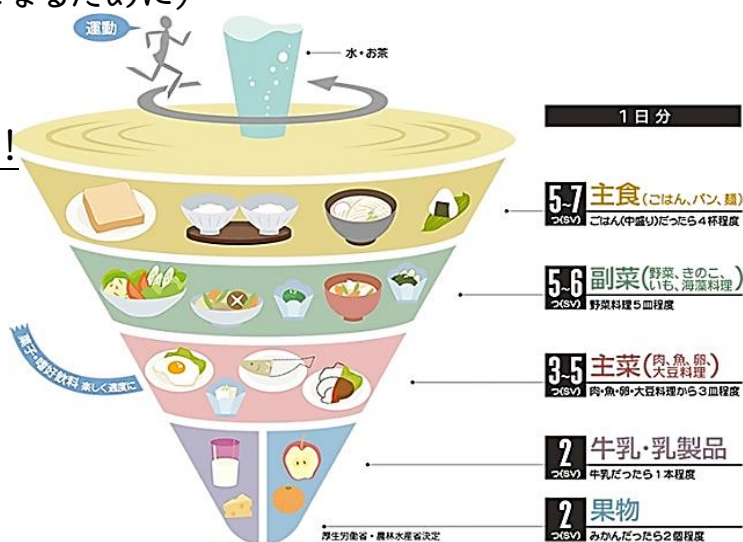 なるために)
!
運動
水・お茶
1日分
5~7
つ(SV)
主食(ごはん、パン、麺)
ごはん(中盛り)だったら4杯程度
5~6
つ(SV)
副菜(野菜、きのこ、
いも、海藻料理)
野菜料理5皿程度
3~5
つ(SV)
主菜(肉、魚、卵、
大豆料理)
肉・魚・卵・大豆料理から3皿程度
菓子・嗜好飲料 楽しく適度に
2
つ(SV)
牛乳・乳製品
牛乳だったら1本程度
2
つ(SV)
果物
みかんだったら2個程度
厚生労働省・農林水産省決定